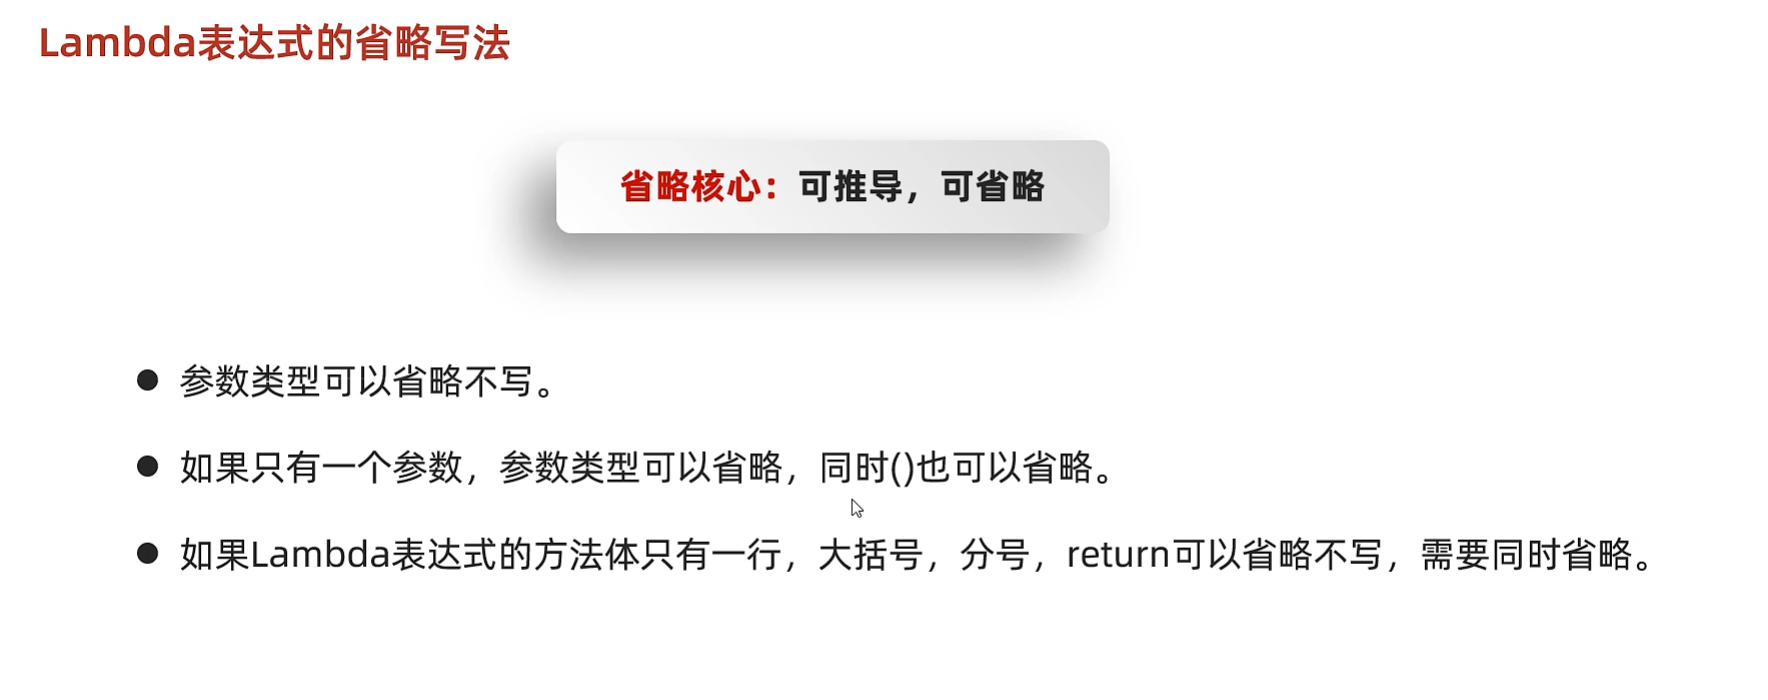 Lambda表达式的省略写法
省略核心：可推导，可省略
● 参数类型可以省略不写。
● 如果只有一个参数，参数类型可以省略，同时()也可以省略。
● 如果Lambda表达式的方法体只有一行，大括号，分号，return可以省略不写，需要同时省略。